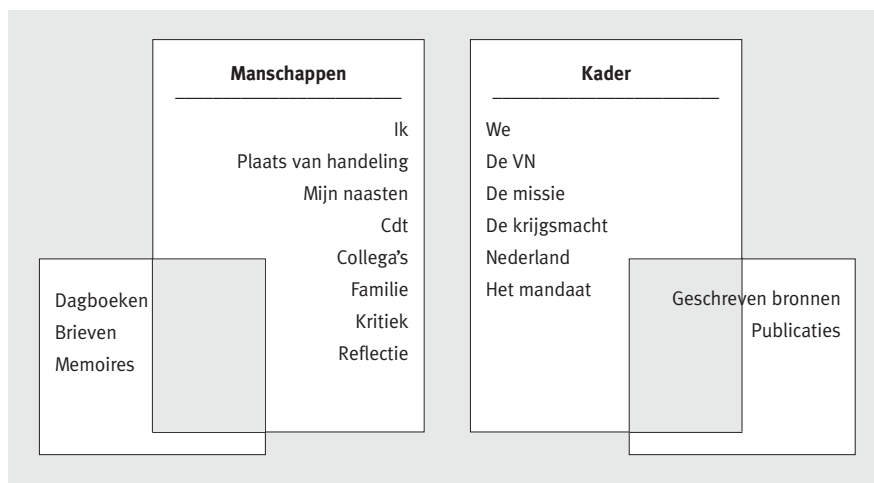 Manschappen
Ik
Plaats van handeling
Mijn naasten
Cdt
Collega's
Familie
Kritiek
Reflectie
Dagboeken
Brieven
Memoires
Kader
We
De VN
De missie
De krijgsmacht
Nederland
Het mandaat
Geschreven bronnen
Publicaties